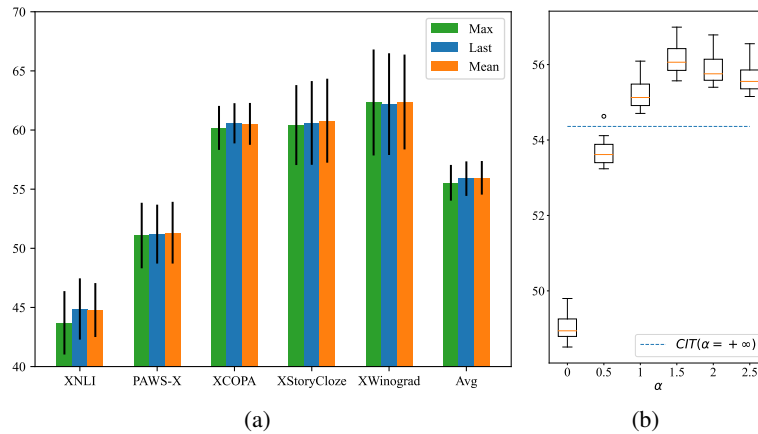 70
65
60
55
50
45
40
Max
Last
Mean
XNLI PAWS-X XCOPA XStoryCloze XWinograd Avg
(a)
56
54
52
50
CIT(α = + ∞)
0 0.5 1 1.5 2 2.5
α
(b)